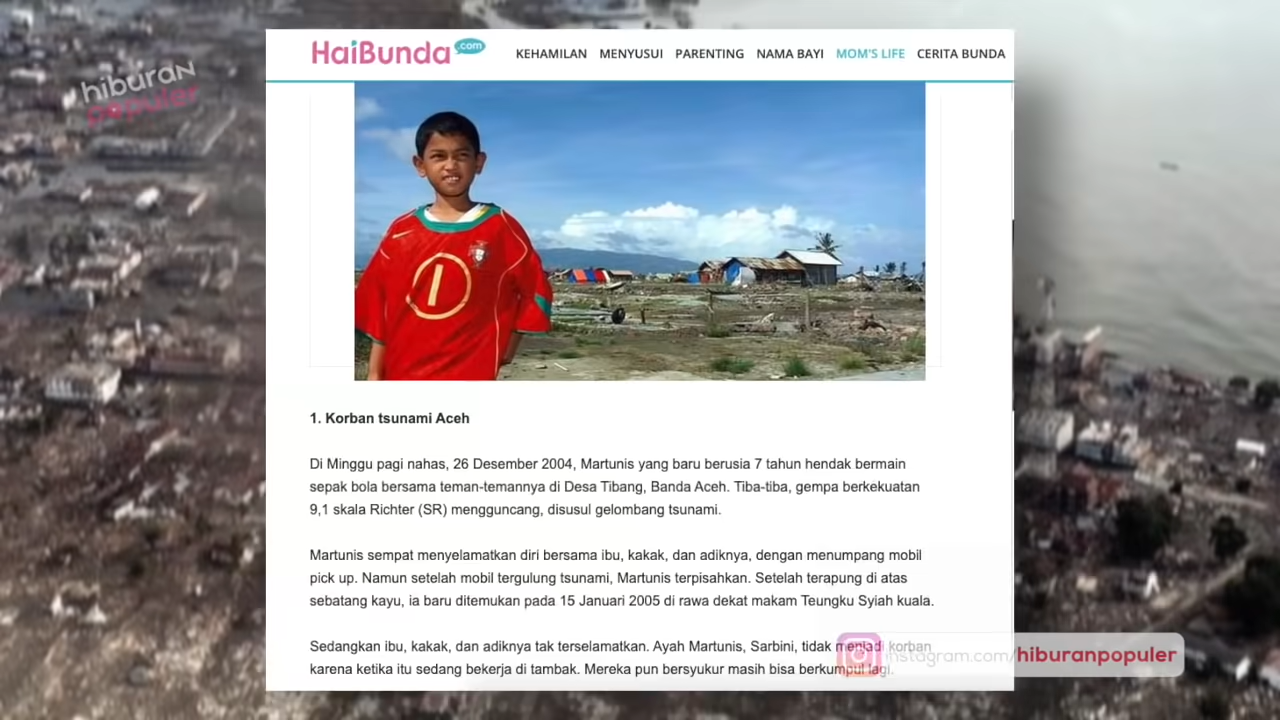 HaiBunda.com
KEHAMILAN MENYUSUI PARENTING NAMA BAYI MOM'S LIFE CERITA BUNDA
hiburan
populer
1
1. Korban tsunami Aceh
Di Minggu pagi nahas, 26 Desember 2004, Martunis yang baru berusia 7 tahun hendak bermain
sepak bola bersama teman-temannya di Desa Tibang, Banda Aceh. Tiba-tiba, gempa berkekuatan
9,1 skala Richter (SR) mengguncang, disusul gelombang tsunami.
Martunis sempat menyelamatkan diri bersama ibu, kakak, dan adiknya, dengan menumpang mobil
pick up. Namun setelah mobil tergulung tsunami, Martunis terpisahkan. Setelah terapung di atas
sebatang kayu, ia baru ditemukan pada 15 Januari 2005 di rawa dekat makam Teungku Syiah kuala.
Sedangkan ibu, kakak, dan adiknya tak terselamatkan. Ayah Martunis, Sarbini, tidak menjadi korban
karena ketika itu sedang bekerja di tambak. Mereka pun bersyukur masih bisa berkumpul lagi.
instagram.com/hiburanpopuler